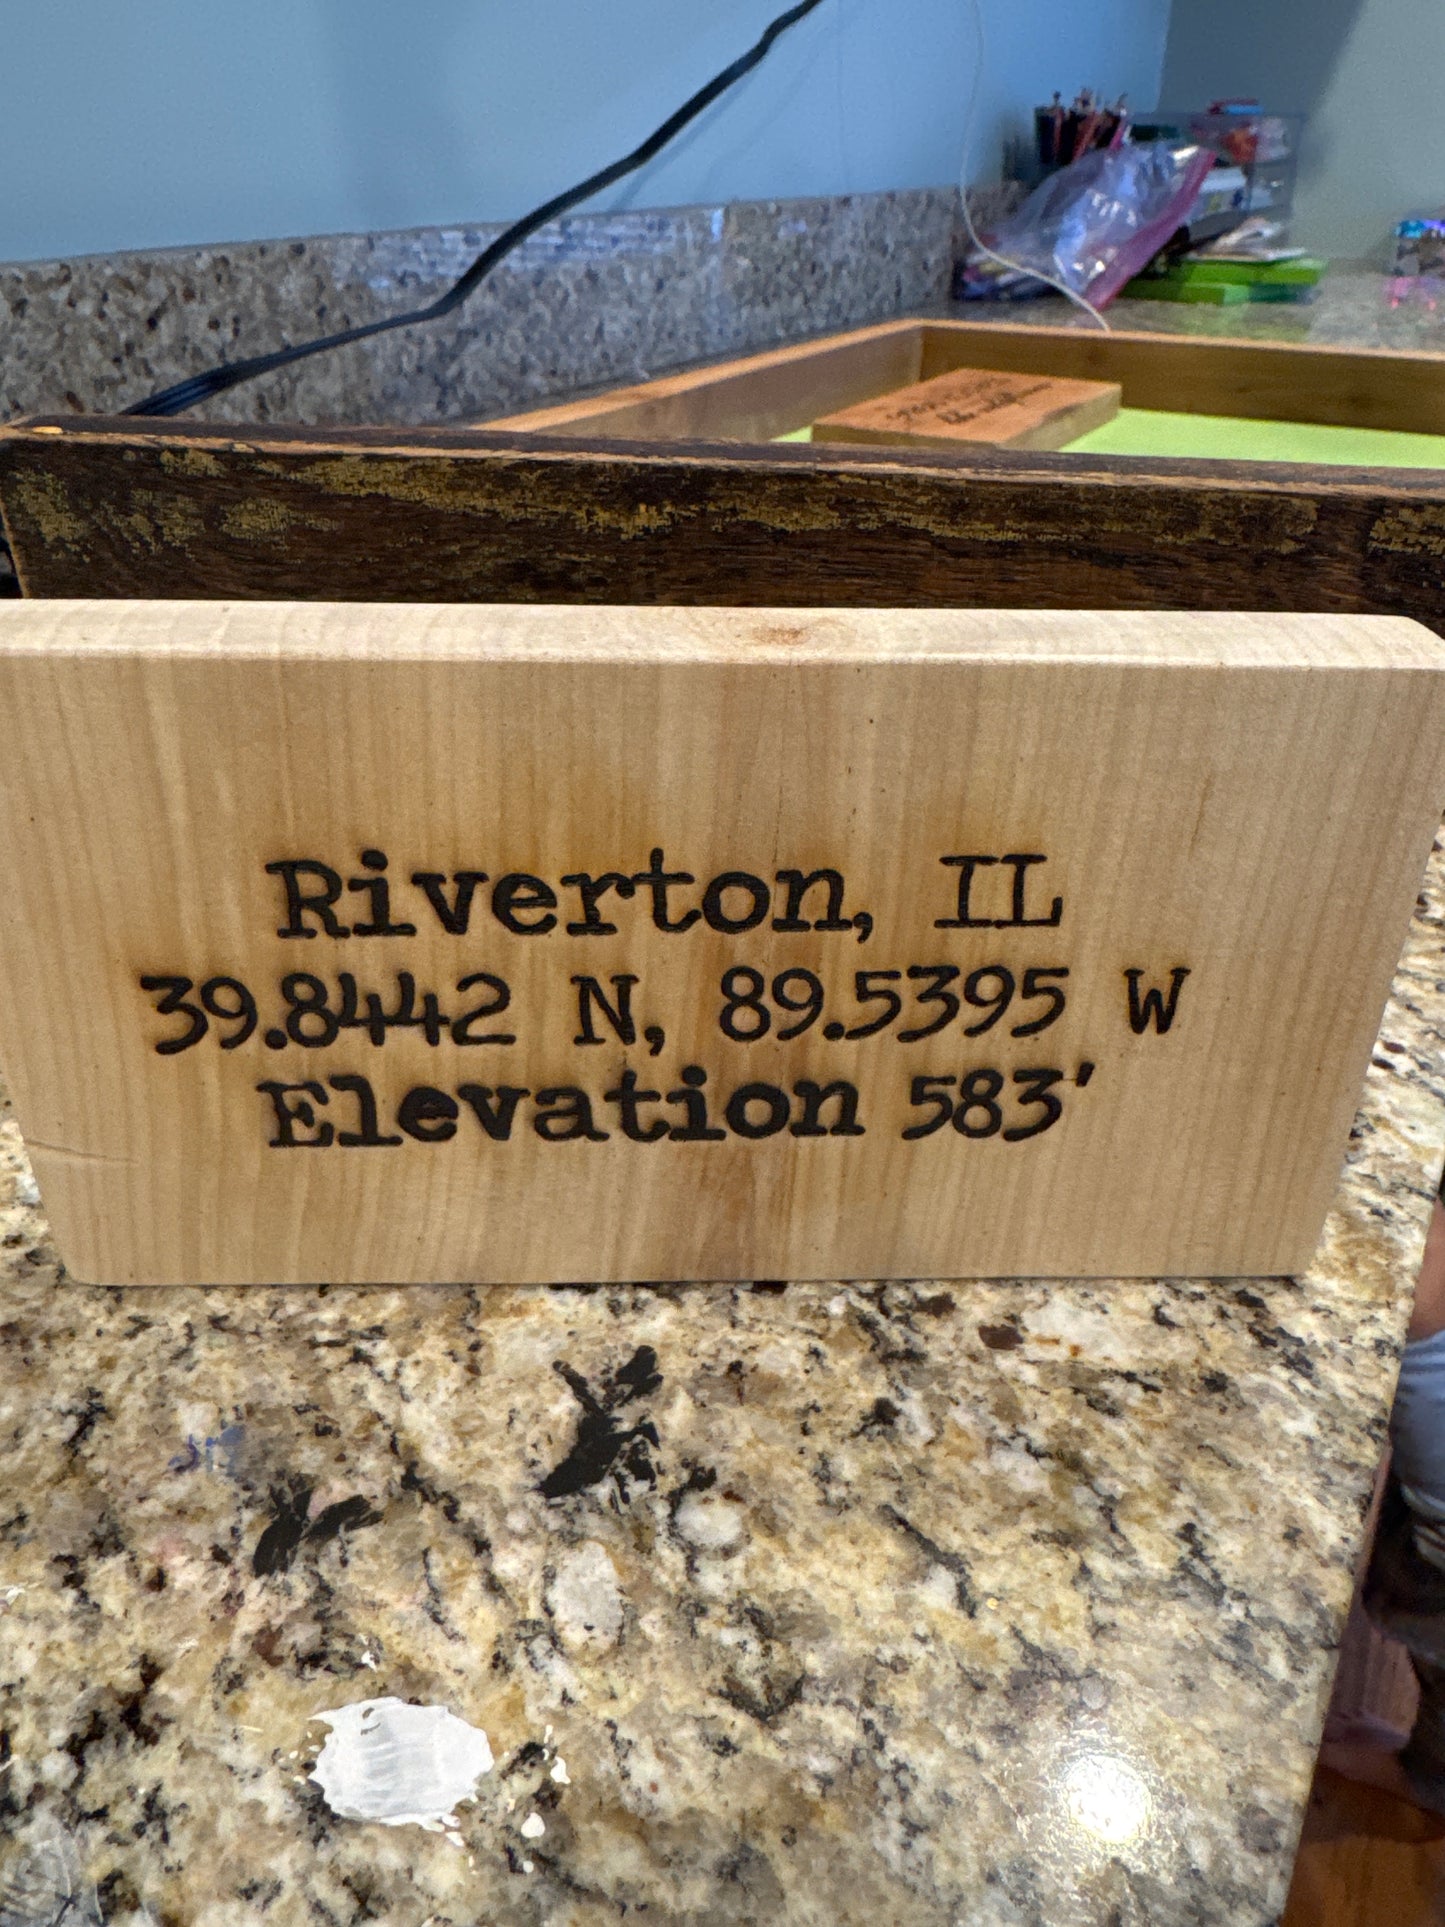 Riverton, IL
39.8442 N, 89.5395 W
Elevation 583'